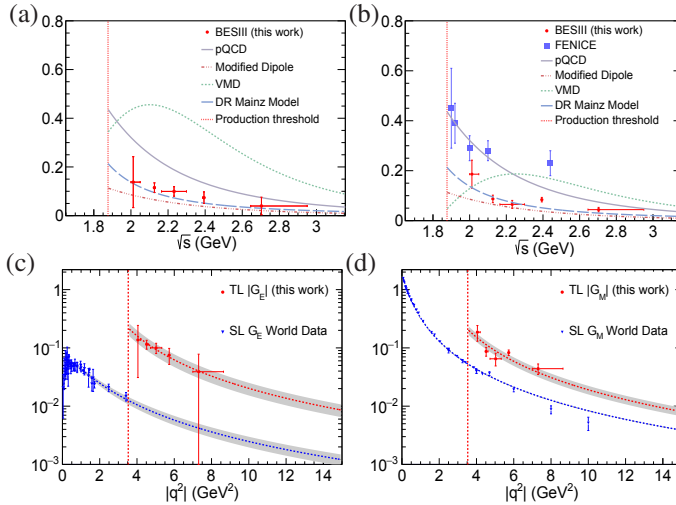 (a)
0.8
0.6
0.4
0.2
0
1.8 2 2.2 2.4 2.6 2.8 3
√s (GeV)
BESIII (this work)
pQCD
Modified Dipole
VMD
DR Mainz Model
Production threshold
(b)
0.8
0.6
0.4
0.2
0
1.8 2 2.2 2.4 2.6 2.8 3
√s (GeV)
BESIII (this work)
FENICE
pQCD
Modified Dipole
VMD
DR Mainz Model
Production threshold
(c)
1
10⁻¹
10⁻²
10⁻³
0 2 4 6 8 10 12 14
|q²| (GeV²)
TL |G_E| (this work)
SL G_E World Data
(d)
1
10⁻¹
10⁻²
10⁻³
0 2 4 6 8 10 12 14
|q²| (GeV²)
TL |G_M| (this work)
SL G_M World Data